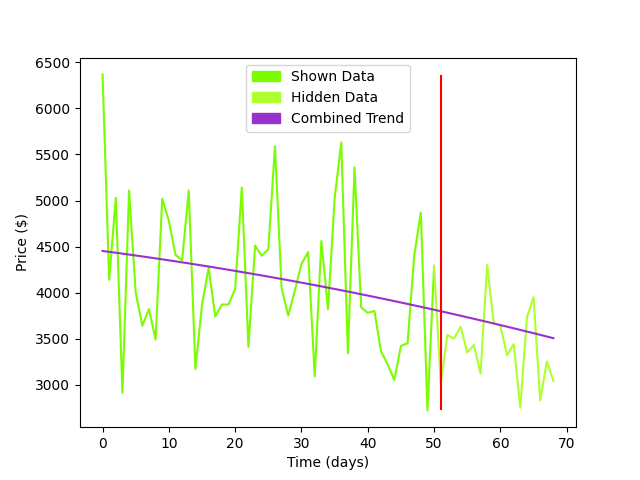 6500
6000
5500
5000
4500
4000
3500
3000
Price ($)
Shown Data
Hidden Data
Combined Trend
0 10 20 30 40 50 60 70
Time (days)